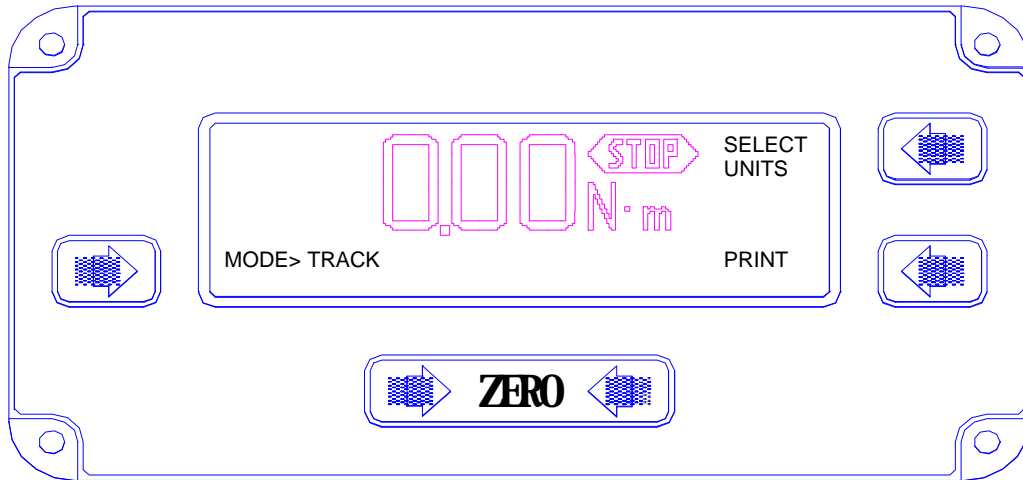 0.00 STOP
N·m
SELECT
UNITS
MODE> TRACK
PRINT
ZERO